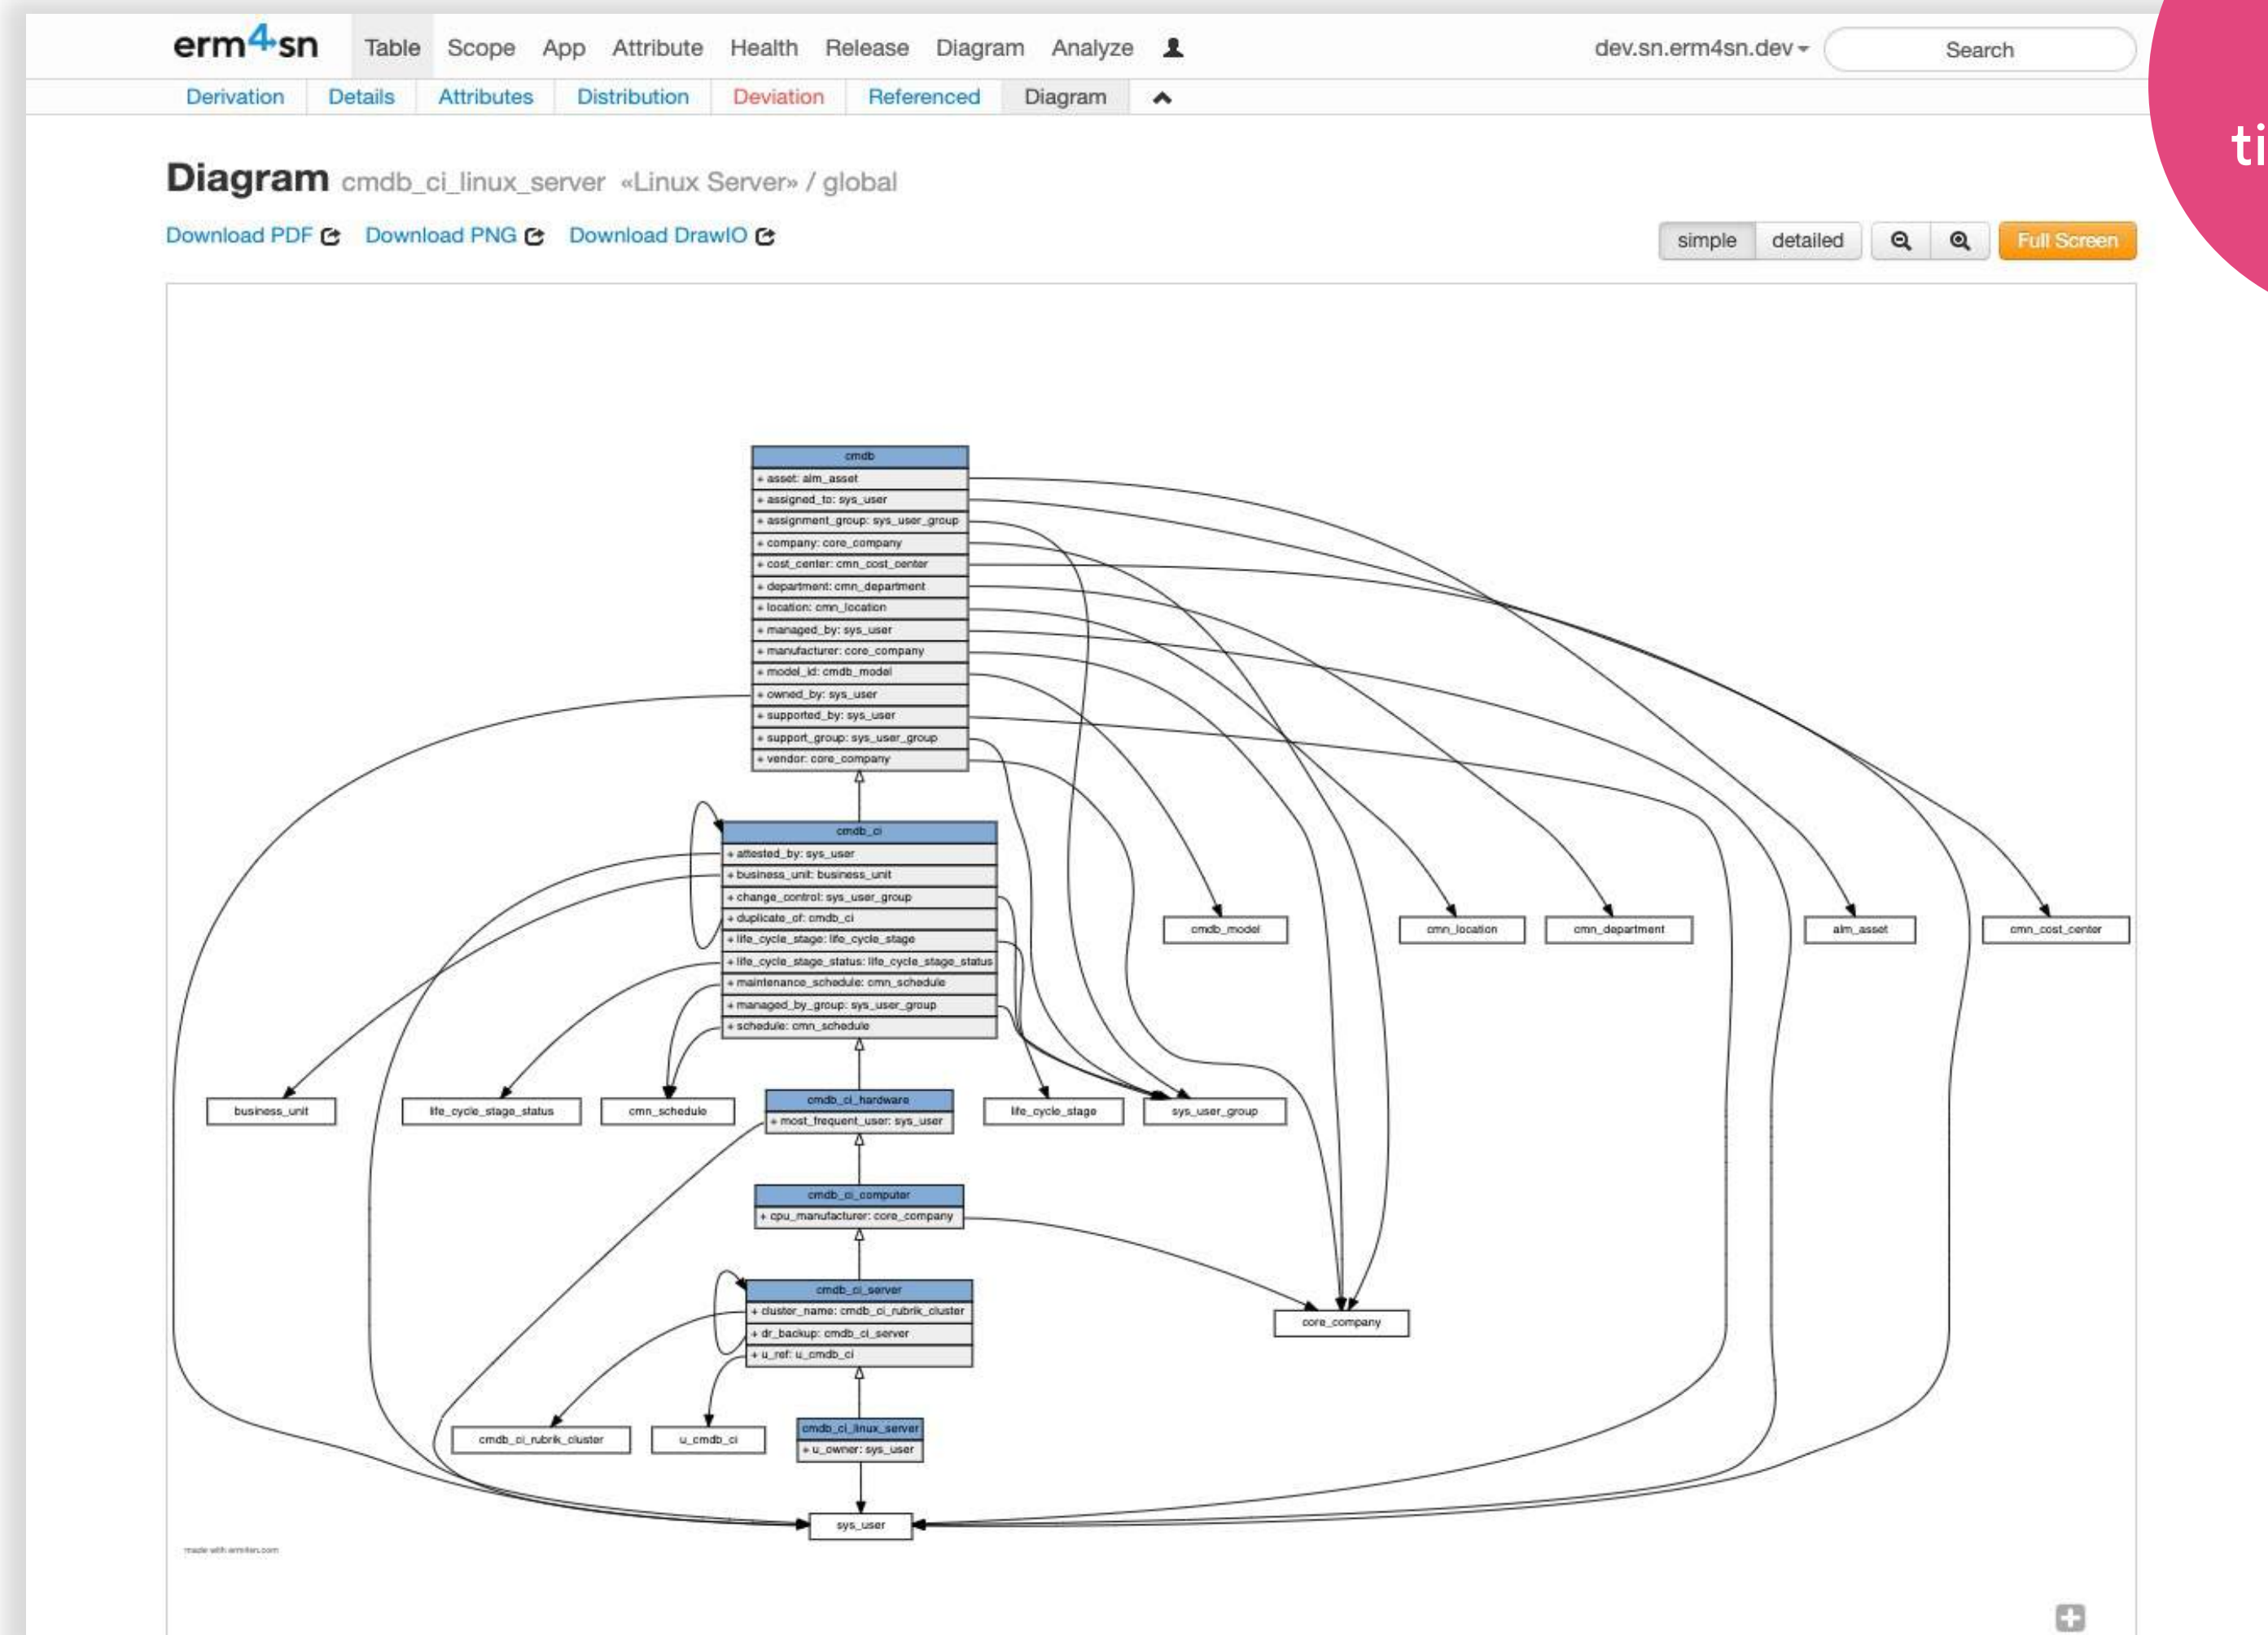 erm4sn Table Scope App Attribute Health Release Diagram Analyze dev.sn.erm4sn.dev Search
Derivation Details Attributes Distribution Deviation Referenced Diagram
ti
Diagram cmdb_ci_linux_server «Linux Server» / global
Download PDF Download PNG Download DrawIO simple detailed Full Screen
cmdb
+ asset: alm_asset
+ assigned_to: sys_user
+ assignment_group: sys_user_group
+ company: core_company
+ cost_center: cmn_cost_center
+ department: cmn_department
+ location: cmn_location
+ managed_by: sys_user
+ manufacturer: core_company
+ model_id: cmdb_model
+ owned_by: sys_user
+ supported_by: sys_user
+ support_group: sys_user_group
+ vendor: core_company
cmdb_ci
+ attested_by: sys_user
+ business_unit: business_unit
+ change_control: sys_user_group
+ duplicate_of: cmdb_ci
+ life_cycle_stage: life_cycle_stage
+ life_cycle_stage_status: life_cycle_stage_status
+ maintenance_schedule: cmn_schedule
+ managed_by_group: sys_user_group
+ schedule: cmn_schedule
cmdb_model cmn_location cmn_department alm_asset cmn_cost_center
business_unit life_cycle_stage_status cmn_schedule
cmdb_ci_hardware
+ most_frequent_user: sys_user
life_cycle_stage sys_user_group
cmdb_ci_computer
+ cpu_manufacturer: core_company
cmdb_ci_server
+ cluster_name: cmdb_ci_rubrik_cluster
+ dr_backup: cmdb_ci_server
+ u_ref: u_cmdb_ci
core_company
cmdb_ci_rubrik_cluster u_cmdb_ci
cmdb_ci_linux_server
+ u_owner: sys_user
sys_user
made with erm4sn.com